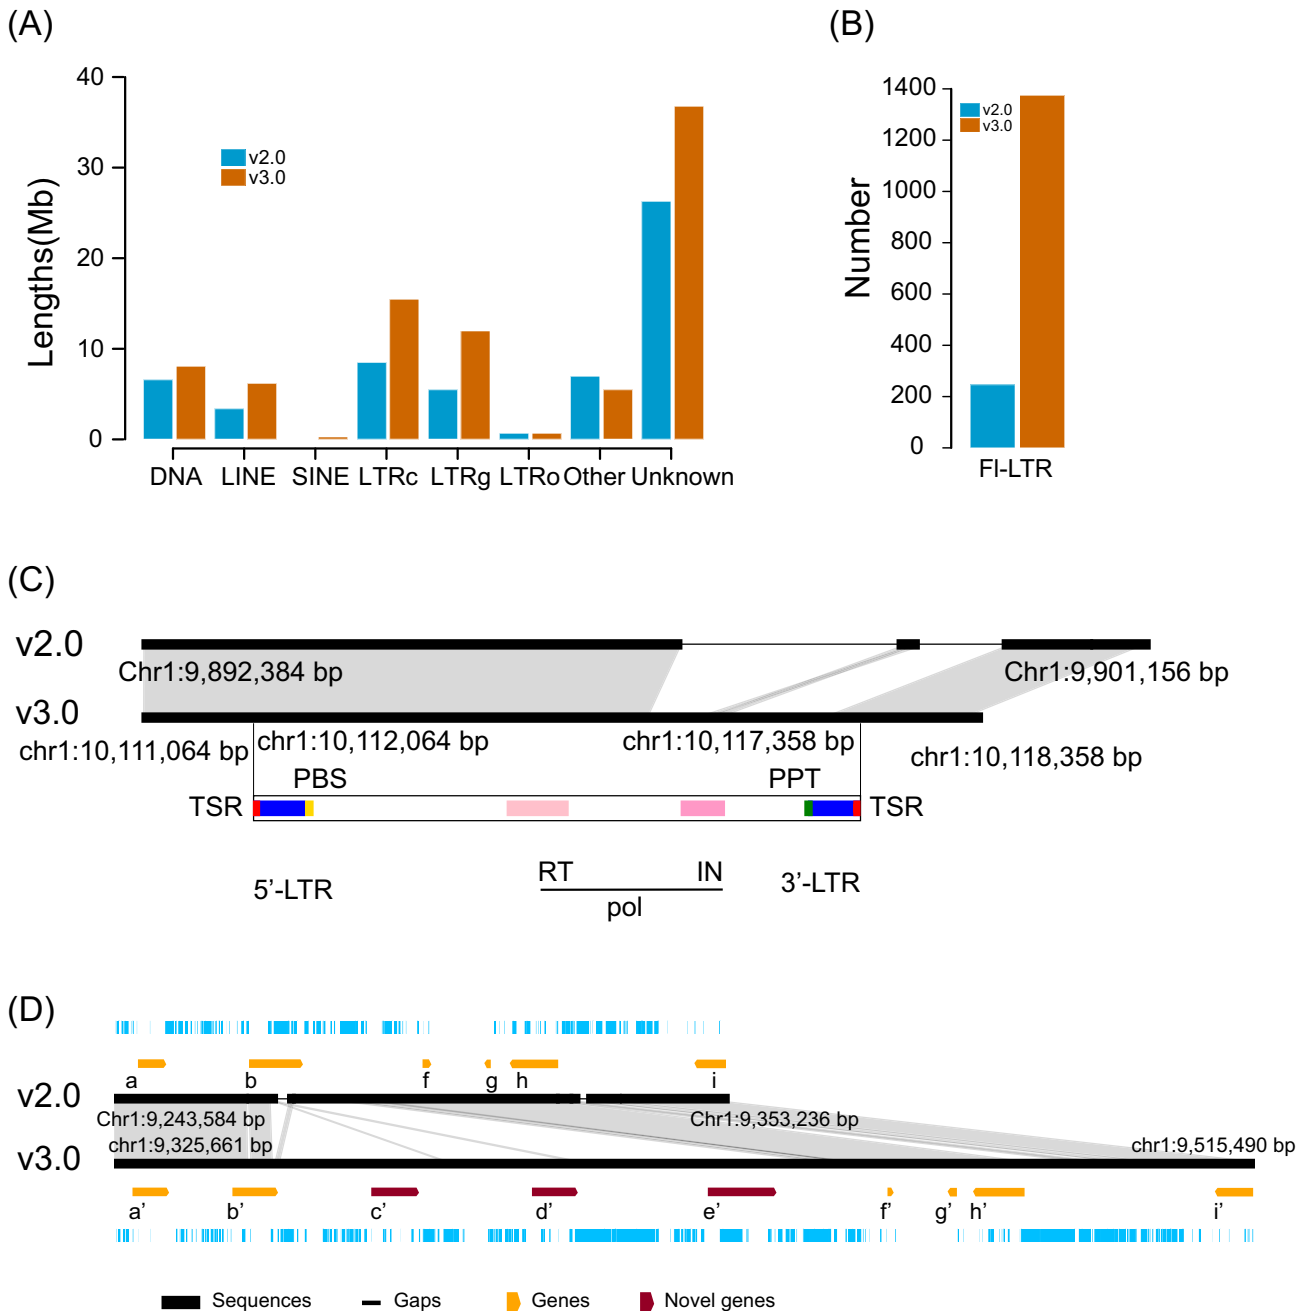 (A)
(B)
Lengths(Mb)
40
30
20
10
0
v2.0
v3.0
DNA LINE SINE LTRc LTRg LTRo Other Unknown
Number
1400
1200
1000
800
600
400
200
0
v2.0
v3.0
FI-LTR
(C)
v2.0
Chr1:9,892,384 bp
Chr1:9,901,156 bp
v3.0
chr1:10,111,064 bp
chr1:10,112,064 bp
chr1:10,117,358 bp
chr1:10,118,358 bp
PBS
PPT
TSR
TSR
5’-LTR
RT
IN
pol
3’-LTR
(D)
a b f g h i
v2.0
Chr1:9,243,584 bp
Chr1:9,353,236 bp
chr1:9,325,661 bp
chr1:9,515,490 bp
v3.0
a’ b’ c’ d’ e’ f’ g’ h’ i’
Sequences
Gaps
Genes
Novel genes